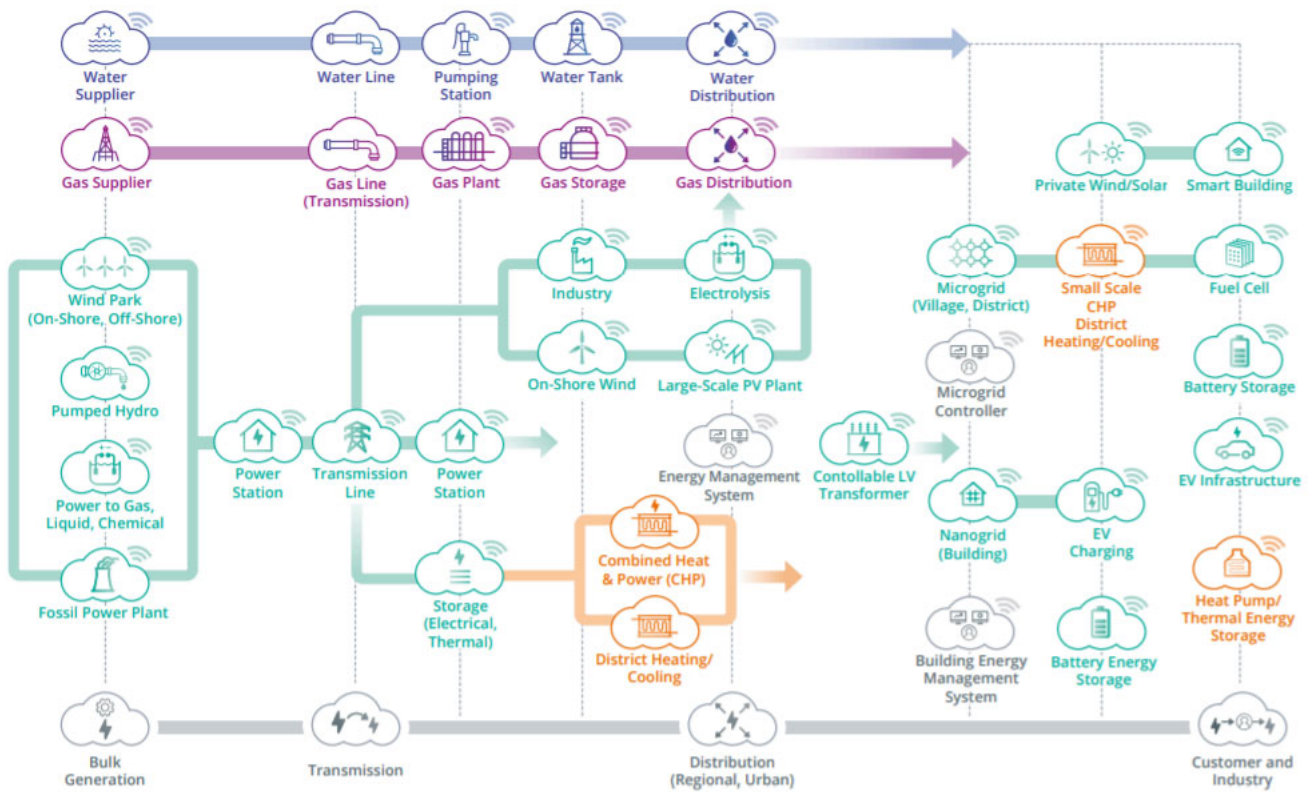 Water
Supplier
Water Line
Pumping
Station
Water Tank
Water
Distribution
Gas Supplier
Gas Line
(Transmission)
Gas Plant
Gas Storage
Gas Distribution
Private Wind/Solar
Smart Building
Wind Park
(On-Shore, Off-Shore)
Industry
Electrolysis
Microgrid
(Village, District)
Small Scale
CHP
District
Heating/Cooling
Fuel Cell
Pumped Hydro
On-Shore Wind
Large-Scale PV Plant
Microgrid
Controller
Battery Storage
Power to Gas,
Liquid, Chemical
Power
Station
Transmission
Line
Power
Station
Energy Management
System
Controllable LV
Transformer
EV Infrastructure
Nanogrid
(Building)
EV
Charging
Fossil Power Plant
Storage
(Electrical,
Thermal)
Combined Heat
& Power (CHP)
Heat Pump/
Thermal Energy
Storage
District Heating/
Cooling
Building Energy
Management
System
Battery Energy
Storage
Bulk
Generation
Transmission
Distribution
(Regional, Urban)
Customer and
Industry